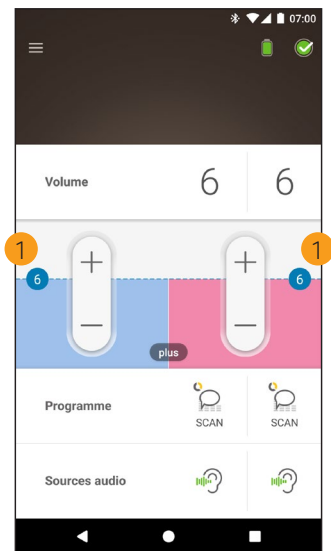 07:00
Volume 6 6
1 1
6 6
plus
Programme SCAN SCAN
Sources audio